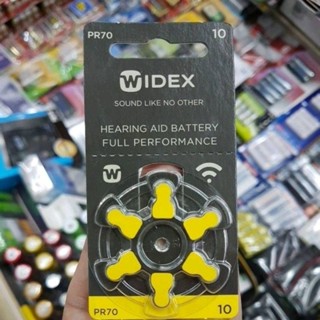 PR70 10
WIDEX
SOUND LIKE NO OTHER
HEARING AID BATTERY
FULL PERFORMANCE
W
PR70 10